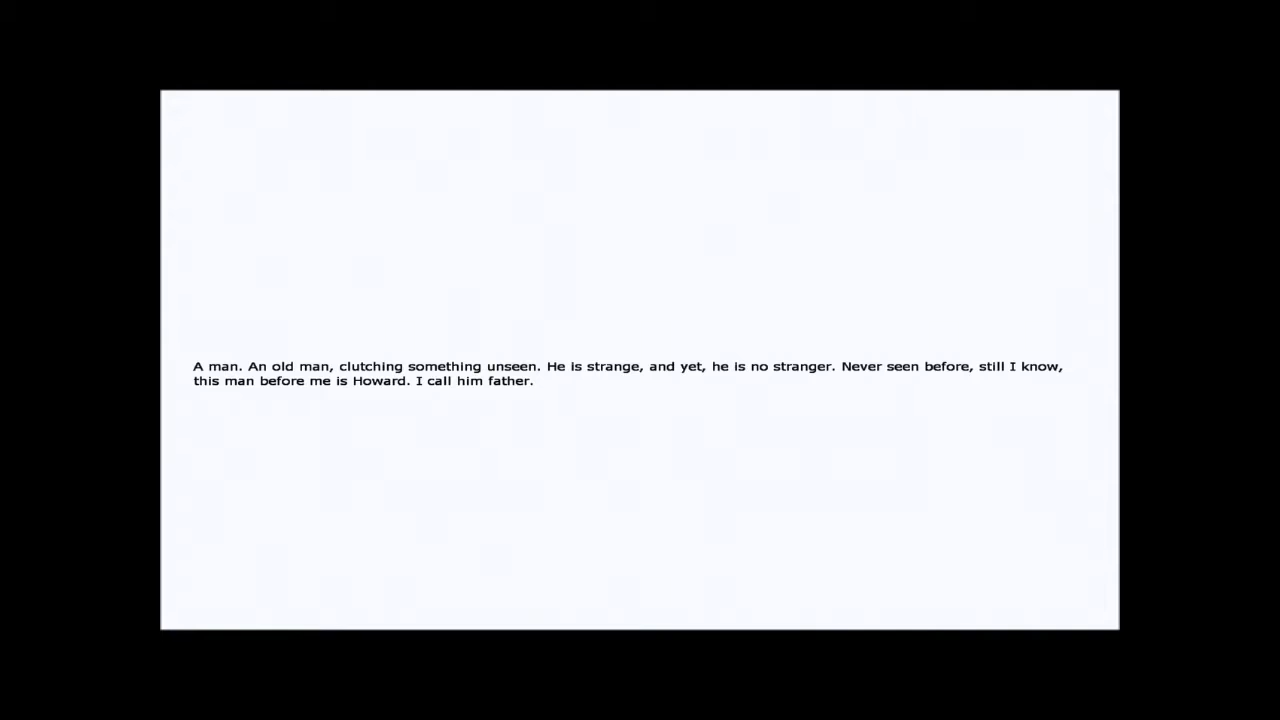 A man. An old man, clutching something unseen. He is strange, and yet, he is no stranger. Never seen before, still I know,
this man before me is Howard. I call him father.